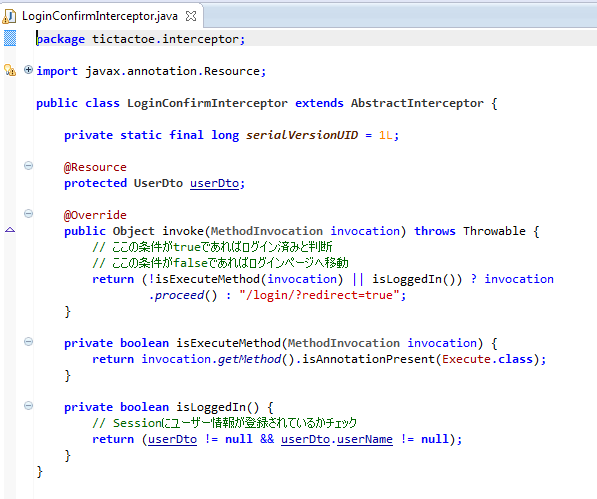 LoginConfirmInterceptor.java
package tictactoe.interceptor;
import javax.annotation.Resource;
public class LoginConfirmInterceptor extends AbstractInterceptor {
private static final long serialVersionUID = 1L;
@Resource
protected UserDto userDto;
@Override
public Object invoke(MethodInvocation invocation) throws Throwable {
// ここの条件がtrueであればログイン済みと判断
// ここの条件がfalseであればログインページへ移動
return (!isExecuteMethod(invocation) || isLoggedIn()) ? invocation
.proceed() : "/login/?redirect=true";
}
private boolean isExecuteMethod(MethodInvocation invocation) {
return invocation.getMethod().isAnnotationPresent(Execute.class);
}
private boolean isLoggedIn() {
// Sessionにユーザー情報が登録されているかチェック
return (userDto != null && userDto.userName != null);
}
}